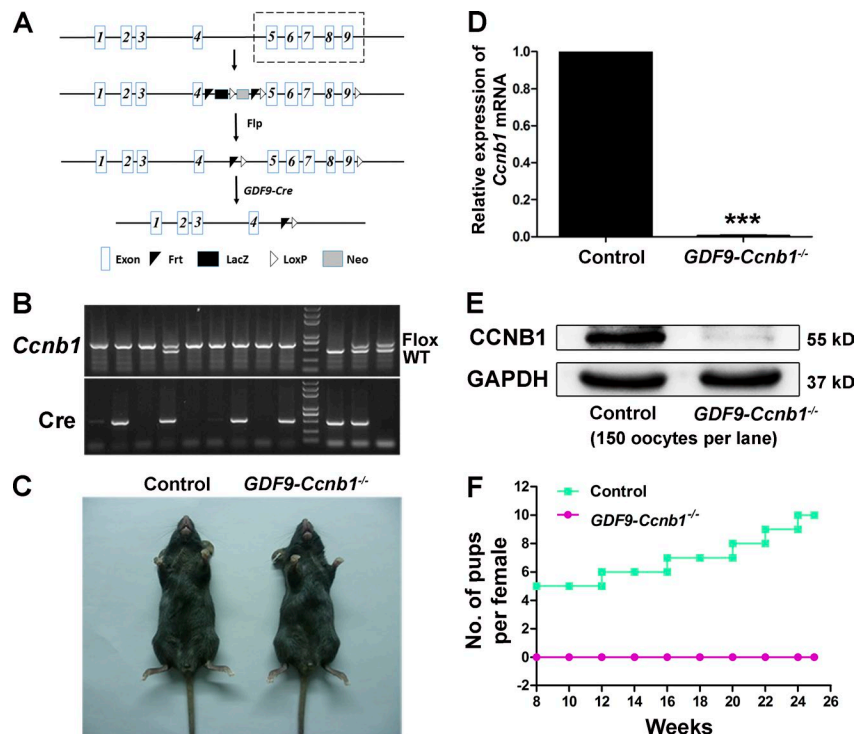 A
1 2 3 4 5 6 7 8 9
1 2 3 4 5 6 7 8 9
Flp
1 2 3 4 5 6 7 8 9
GDF9-Cre
1 2 3 4
Exon Frt LacZ LoxP Neo
B
Ccnb1
Flox
WT
Cre
C
Control GDF9-Ccnb1-/-
D
Relative expression of
Ccnb1 mRNA
1.0
0.8
0.6
0.4
0.2
0.0
***
Control GDF9-Ccnb1-/-
E
CCNB1 55 kD
GAPDH 37 kD
Control GDF9-Ccnb1-/-
(150 oocytes per lane)
F
Control
GDF9-Ccnb1-/-
No. of pups
per female
12
10
8
6
4
2
0
-2
8 10 12 14 16 18 20 22 24 26
Weeks